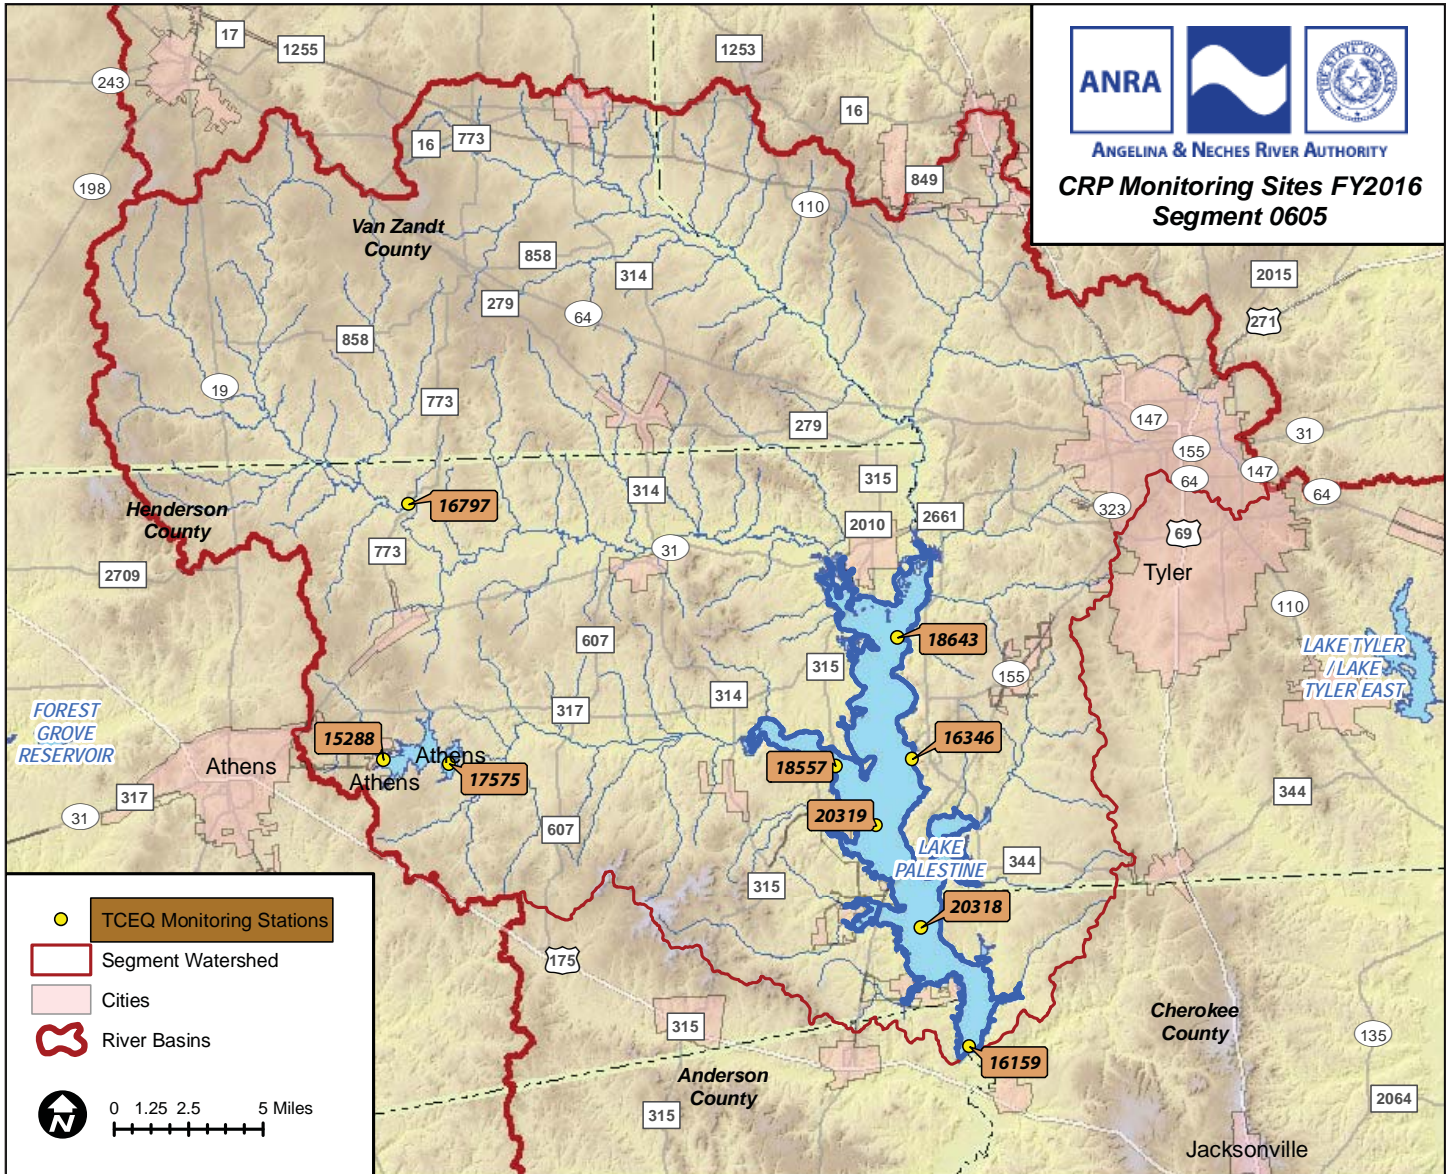 ANRA
THE STATE OF TEXAS
ANGELINA & NECHES RIVER AUTHORITY
CRP Monitoring Sites FY2016
Segment 0605
17
1255
1253
243
16
16
773
849
198
110
Van Zandt
County
858
314
2015
279
64
271
858
19
773
147
279
31
155
315
147
64
314
64
16797
Henderson
County
2010
2661
323
69
773
31
2709
Tyler
110
607
18643
315
LAKE TYLER
/LAKE
TYLER EAST
155
314
317
FOREST
GROVE
RESERVOIR
15288
16346
Athens
Athens
18557
Athens
17575
317
344
31
20319
607
LAKE
PALESTINE
344
315
20318
TCEQ Monitoring Stations
Segment Watershed
175
Cities
Cherokee
County
315
River Basins
135
16159
Anderson
County
2064
N
0 1.25 2.5 5 Miles
315
Jacksonville